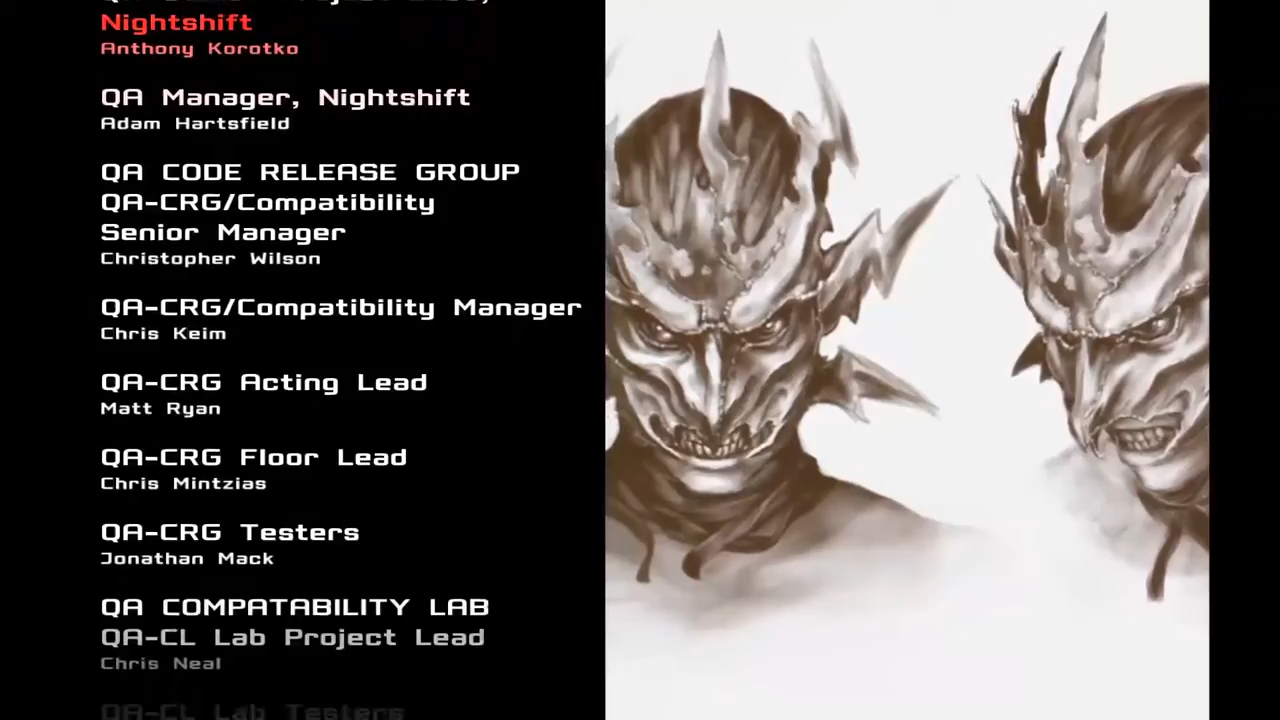 Nightshift
Anthony Korotko
QA Manager, Nightshift
Adam Hartsfield
QA CODE RELEASE GROUP
QA-CRG/Compatibility
Senior Manager
Christopher Wilson
QA-CRG/Compatibility Manager
Chris Keim
QA-CRG Acting Lead
Matt Ryan
QA-CRG Floor Lead
Chris Mintzias
QA-CRG Testers
Jonathan Mack
QA COMPATABILITY LAB
QA-CL Lab Project Lead
Chris Neal
QA-CL Lab Testers